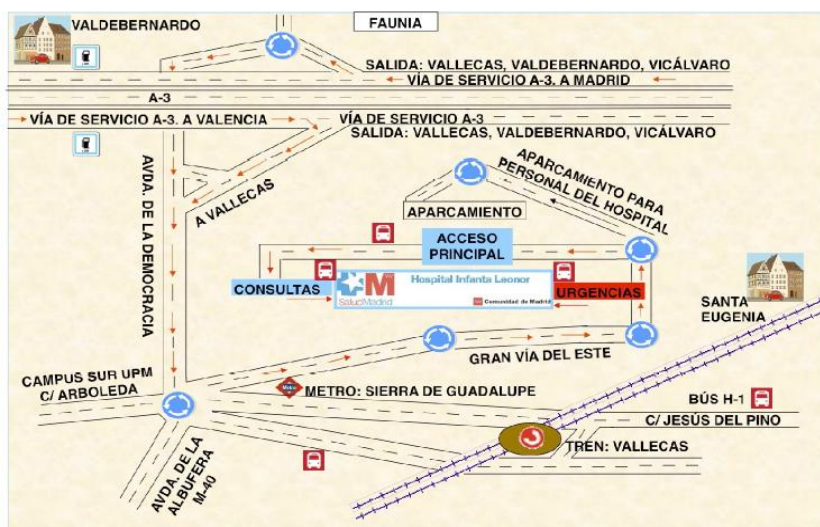 VALDEBERNARDO
FAUNIA
SALIDA: VALLECAS, VALDEBERNARDO, VICÁLVARO
VÍA DE SERVICIO A-3. A MADRID
A-3
VÍA DE SERVICIO A-3. A VALENCIA
VÍA DE SERVICIO A-3
SALIDA: VALLECAS, VALDEBERNARDO, VICÁLVARO
AVDA. DE LA DEMOCRACIA
A VALLECAS
APARCAMIENTO PARA
PERSONAL DEL HOSPITAL
APARCAMIENTO
ACCESO
PRINCIPAL
CONSULTAS
SaludMadrid
Hospital Infanta Leonor
Comunidad de Madrid
URGENCIAS
SANTA
EUGENIA
GRAN VÍA DEL ESTE
CAMPUS SUR UPM
C/ ARBOLEDA
Metro
METRO: SIERRA DE GUADALUPE
BÚS H-1
C/ JESÚS DEL PINO
TREN: VALLECAS
AVDA. DE LA
ALBUFERA
M-40